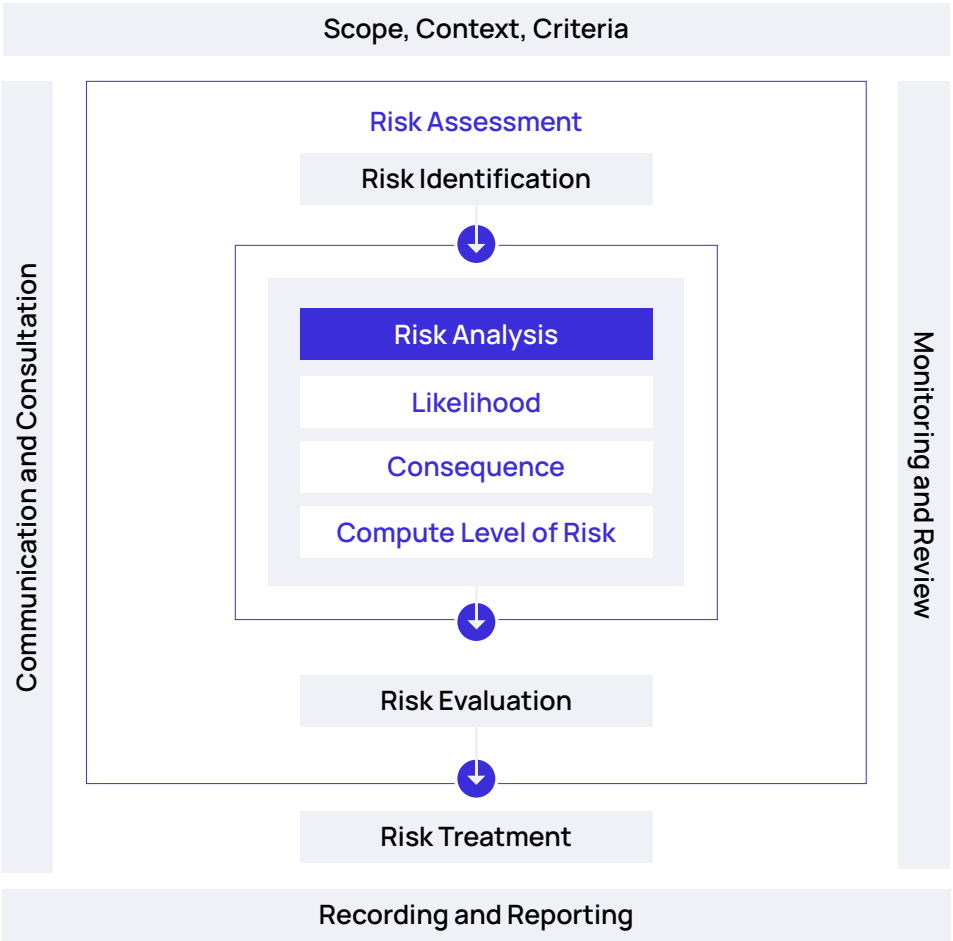 Scope, Context, Criteria
Communication and Consultation
Risk Assessment
Risk Identification
Risk Analysis
Likelihood
Consequence
Compute Level of Risk
Risk Evaluation
Risk Treatment
Monitoring and Review
Recording and Reporting